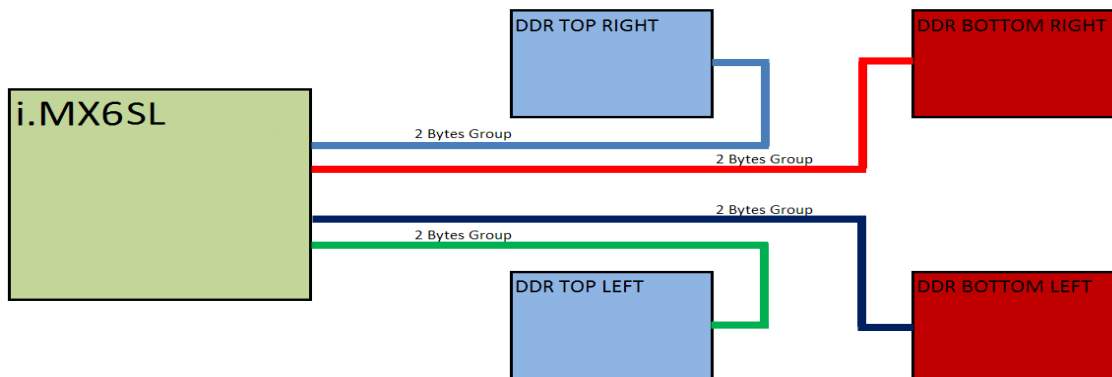 DDR TOP RIGHT
DDR BOTTOM RIGHT
i.MX6SL
2 Bytes Group
2 Bytes Group
2 Bytes Group
2 Bytes Group
DDR TOP LEFT
DDR BOTTOM LEFT